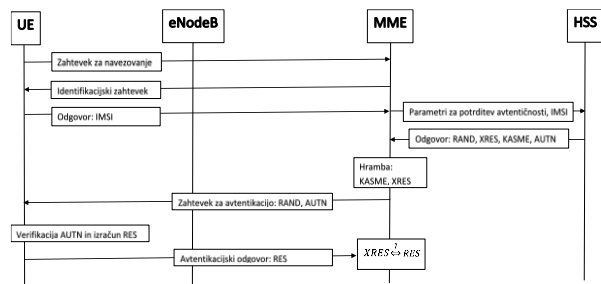 UE
eNodeB
MME
HSS
Zahtevek za navezovanje
Identifikacijski zahtevek
Odgovor: IMSI
Parametri za potrditev avtentičnosti, IMSI
Odgovor: RAND, XRES, KASME, AUTN
Hramba:
KASME, XRES
Zahtevek za avtentikacijo: RAND, AUTN
Verifikacija AUTN in izračun RES
Avtentikacijski odgovor: RES
XRES ?⇔ RES